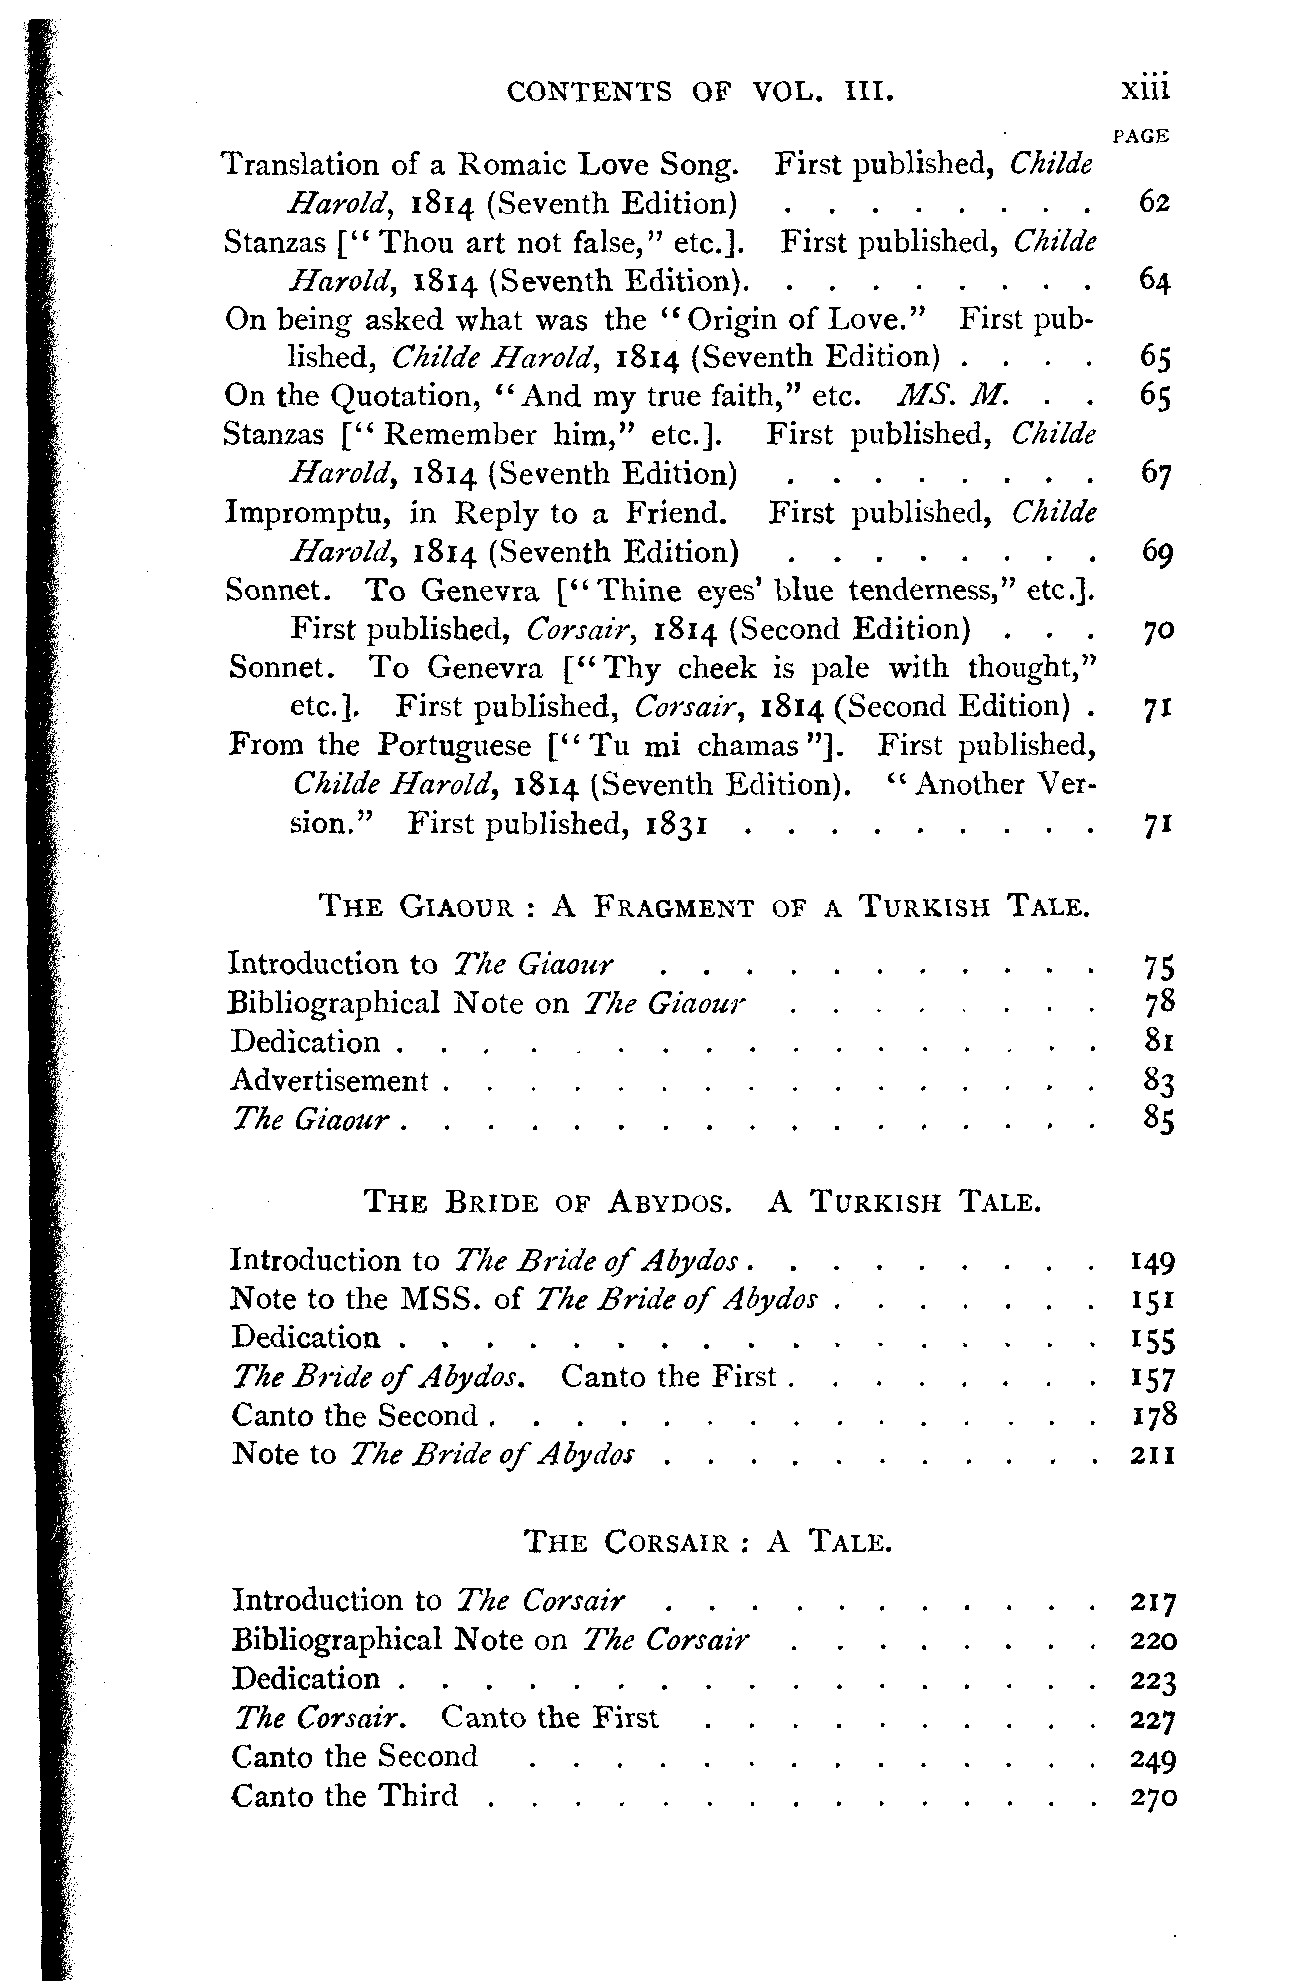 CONTENTS OF VOL. III. xiii
PAGE
Translation of a Romaic Love Song. First published, Childe
Harold, 1814 (Seventh Edition) . . . . . . . . 62
Stanzas [“Thou art not false,” etc.]. First published, Childe
Harold, 1814 (Seventh Edition). . . . . . . . . 64
On being asked what was the “Origin of Love.” First pub-
lished, Childe Harold, 1814 (Seventh Edition) . . . . 65
On the Quotation, “And my true faith,” etc. MS. M. . . 65
Stanzas [“Remember him,” etc.]. First published, Childe
Harold, 1814 (Seventh Edition) . . . . . . . . 67
Impromptu, in Reply to a Friend. First published, Childe
Harold, 1814 (Seventh Edition) . . . . . . . . 69
Sonnet. To Genevra [“Thine eyes’ blue tenderness,” etc.].
First published, Corsair, 1814 (Second Edition) . . . 70
Sonnet. To Genevra [“Thy cheek is pale with thought,”
etc.]. First published, Corsair, 1814 (Second Edition) . 71
From the Portuguese [“Tu mi chamas”]. First published,
Childe Harold, 1814 (Seventh Edition). “Another Ver-
sion.” First published, 1831 . . . . . . . . . 71
THE GIAOUR : A FRAGMENT OF A TURKISH TALE.
Introduction to The Giaour . . . . . . . . . . . 75
Bibliographical Note on The Giaour . . . . . . . . 78
Dedication . . . . . . . . . . . . . . . . . 81
Advertisement . . . . . . . . . . . . . . . . 83
The Giaour . . . . . . . . . . . . . . . . . 85
THE BRIDE OF ABYDOS. A TURKISH TALE.
Introduction to The Bride of Abydos . . . . . . . . . 149
Note to the MSS. of The Bride of Abydos . . . . . . . 151
Dedication . . . . . . . . . . . . . . . . . 155
The Bride of Abydos. Canto the First . . . . . . . . 157
Canto the Second . . . . . . . . . . . . . . . 178
Note to The Bride of Abydos . . . . . . . . . . . 211
THE CORSAIR : A TALE.
Introduction to The Corsair . . . . . . . . . . . 217
Bibliographical Note on The Corsair . . . . . . . . 220
Dedication . . . . . . . . . . . . . . . . . 223
The Corsair. Canto the First . . . . . . . . . . 227
Canto the Second . . . . . . . . . . . . . . 249
Canto the Third . . . . . . . . . . . . . . . 270